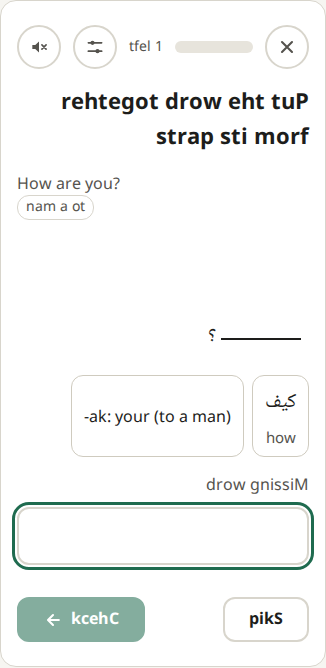 tfel 1
rehtegot drow eht tuP
strap sti morf
How are you?
nam a ot
؟
كيف
how
-ak: your (to a man)
drow gnissiM
kcehC
pikS